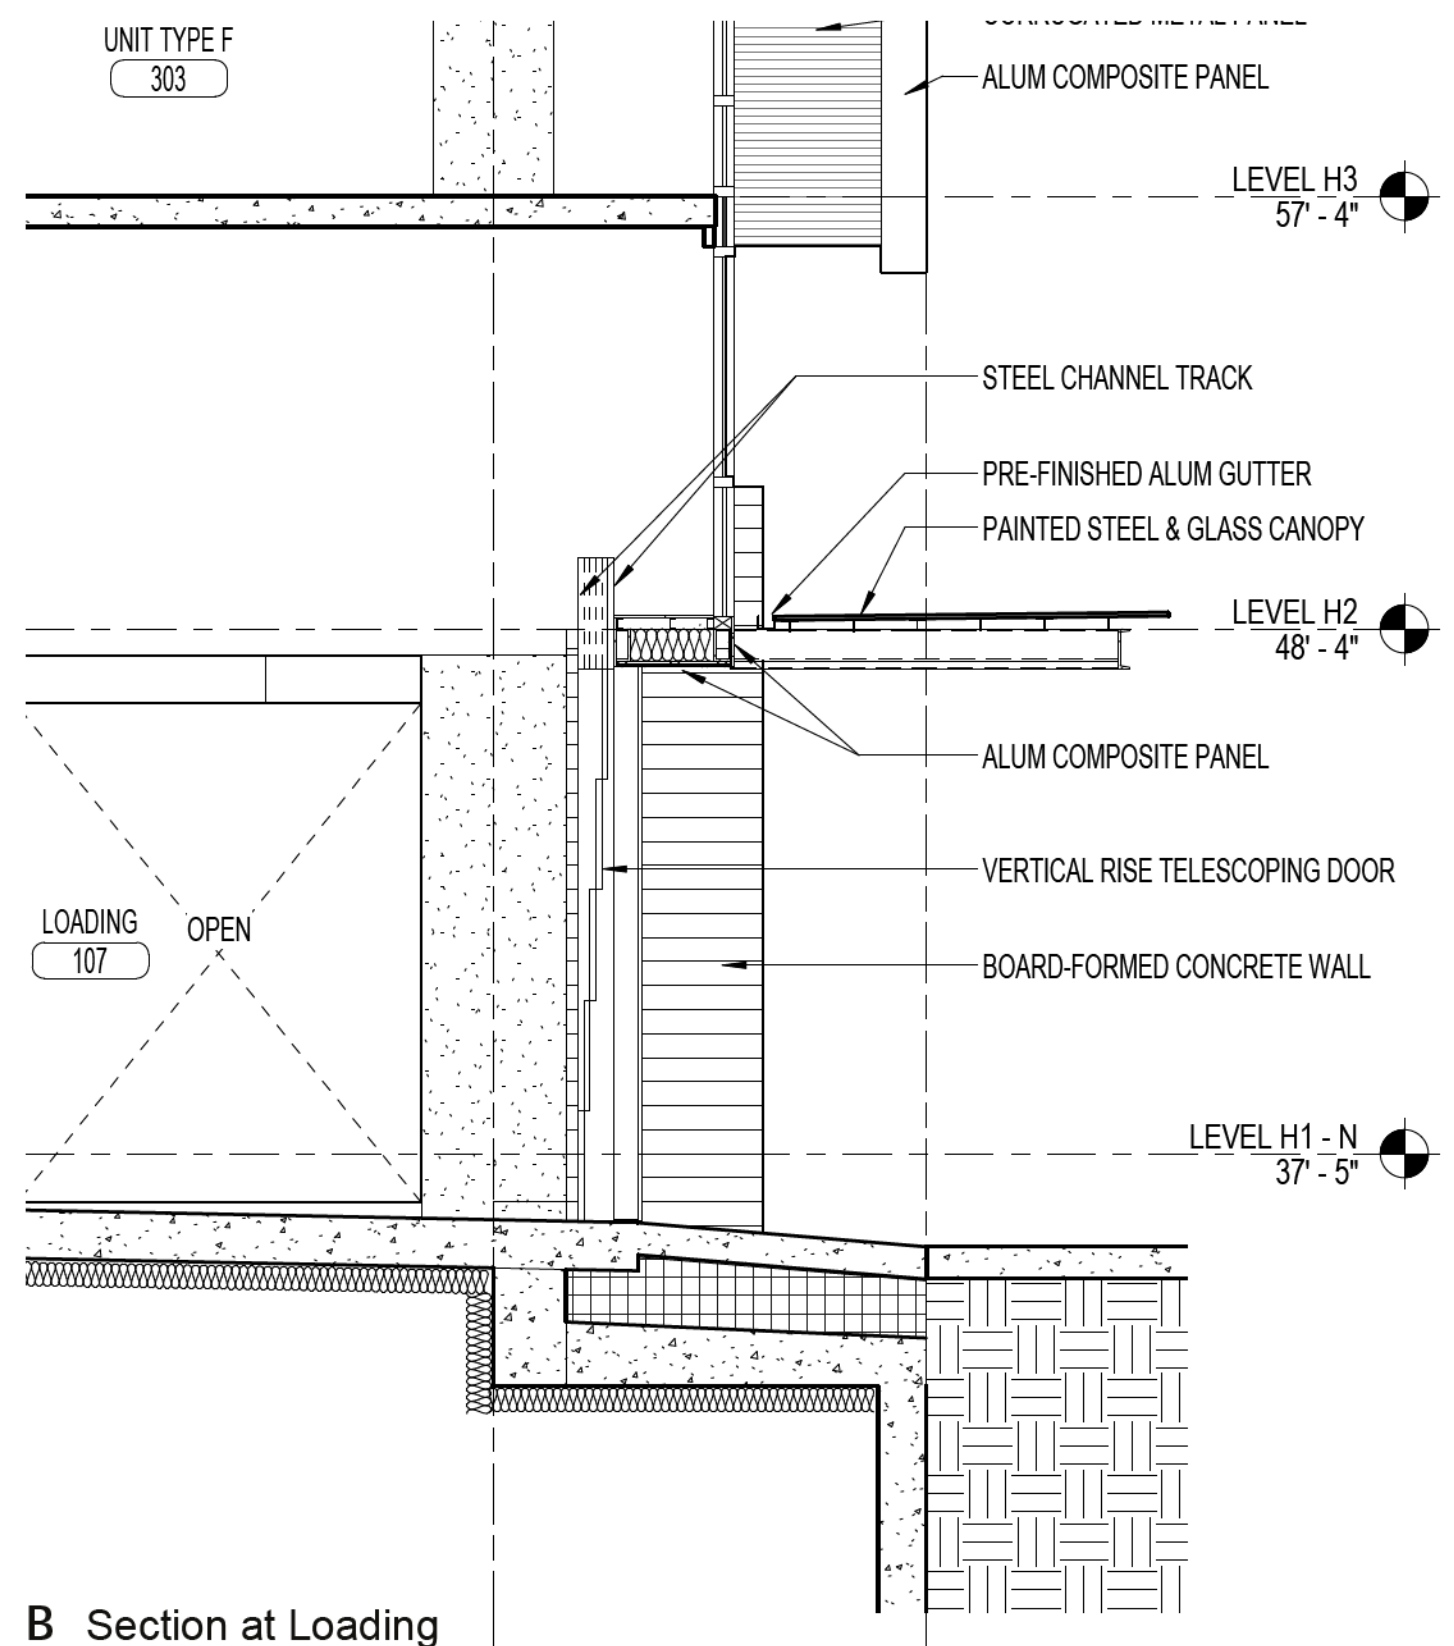 UNIT TYPE F
303
ALUM COMPOSITE PANEL
LEVEL H3
57' - 4"
STEEL CHANNEL TRACK
PRE-FINISHED ALUM GUTTER
PAINTED STEEL & GLASS CANOPY
LEVEL H2
48' - 4"
ALUM COMPOSITE PANEL
VERTICAL RISE TELESCOPING DOOR
LOADING
107
OPEN
BOARD-FORMED CONCRETE WALL
LEVEL H1 - N
37' - 5"
B Section at Loading